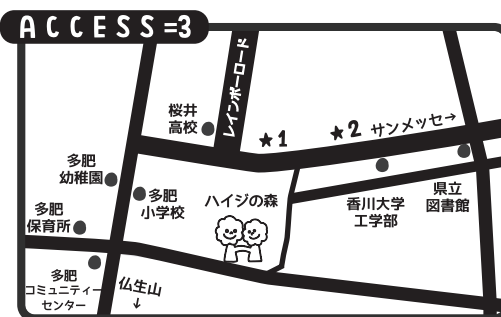 ACCESS=3
レインボーロード
桜井
高校
★1
★2 サンメッセ→
多肥
幼稚園
多肥
小学校
ハイジの森
香川大学
工学部
県立
図書館
多肥
保育所
多肥
コミュニティー
センター
仏生山
↓